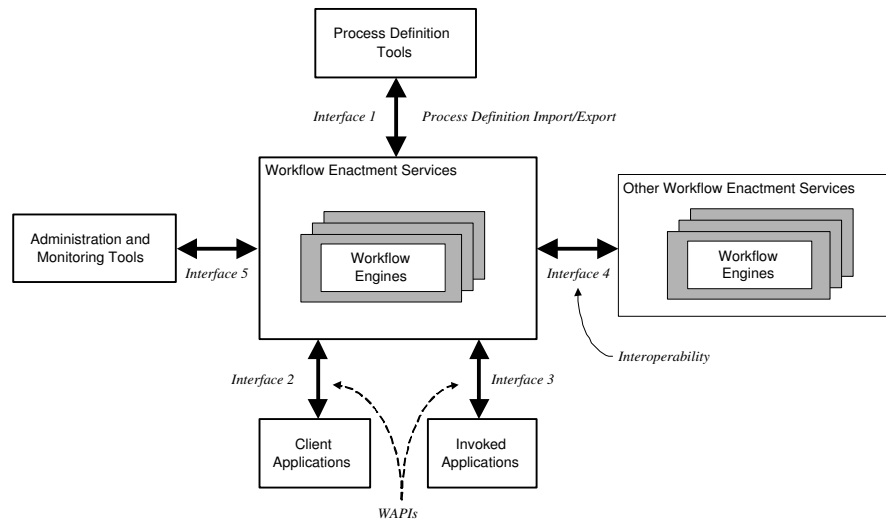 Process Definition
Tools
Interface 1
Process Definition Import/Export
Workflow Enactment Services
Other Workflow Enactment Services
Administration and
Monitoring Tools
Workflow
Engines
Workflow
Engines
Interface 5
Interface 4
Interoperability
Interface 2
Interface 3
Client
Applications
Invoked
Applications
WAPIs